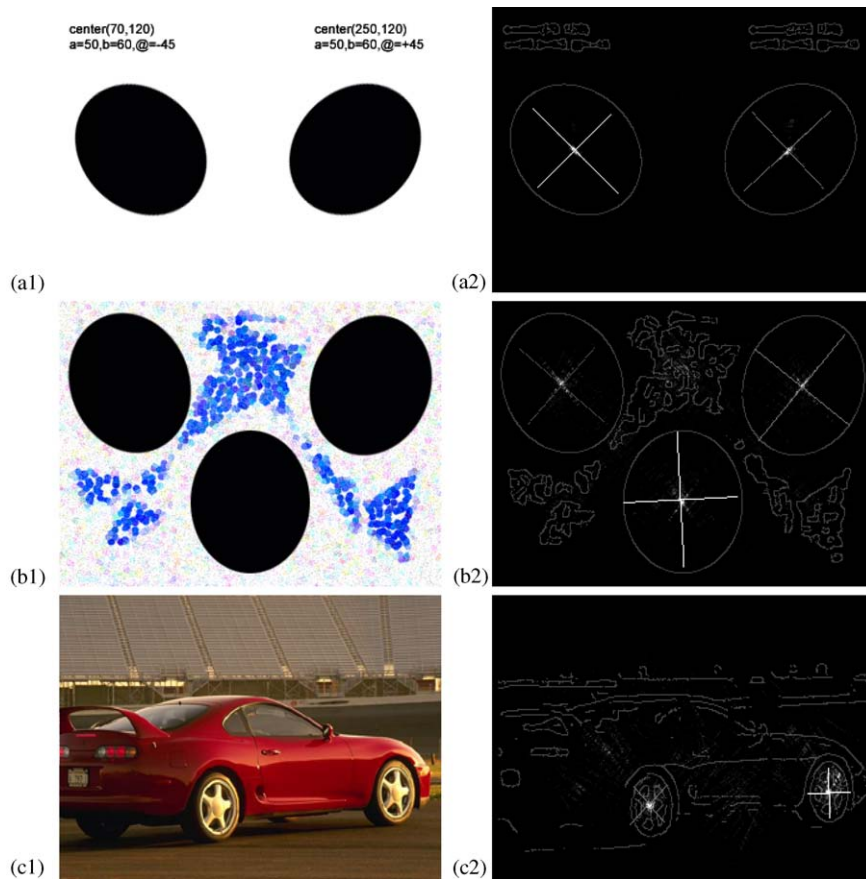 center(70,120)
a=50,b=60,@=-45
center(250,120)
a=50,b=60,@=+45
(a1)
(a2)
(b1)
(b2)
(c1)
(c2)